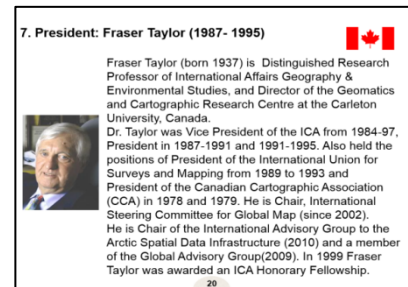 7. President: Fraser Taylor (1987- 1995)
Fraser Taylor (born 1937) is Distinguished Research
Professor of International Affairs Geography &
Environmental Studies, and Director of the Geomatics
and Cartographic Research Centre at the Carleton
University, Canada.
Dr. Taylor was Vice President of the ICA from 1984-97,
President in 1987-1991 and 1991-1995. Also held the
positions of President of the International Union for
Surveys and Mapping from 1989 to 1993 and
President of the Canadian Cartographic Association
(CCA) in 1978 and 1979. He is Chair, International
Steering Committee for Global Map (since 2002).
He is Chair of the International Advisory Group to the
Arctic Spatial Data Infrastructure (2010) and a member
of the Global Advisory Group(2009). In 1999 Fraser
Taylor was awarded an ICA Honorary Fellowship.
20